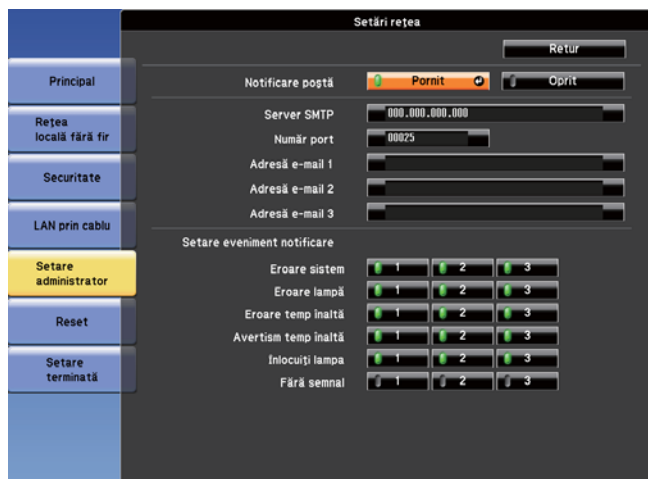 Setări rețea
Retur
Principal
Rețea
locală fără fir
Securitate
LAN prin cablu
Setare
administrator
Reset
Setare
terminată
Notificare poștă Pornit Oprit
Server SMTP 000.000.000.000
Număr port 00025
Adresă e-mail 1
Adresă e-mail 2
Adresă e-mail 3
Setare eveniment notificare
Eroare sistem 1 2 3
Eroare lampă 1 2 3
Eroare temp înaltă 1 2 3
Avertism temp înaltă 1 2 3
Inlocuiți lampa 1 2 3
Fără semnal 1 2 3